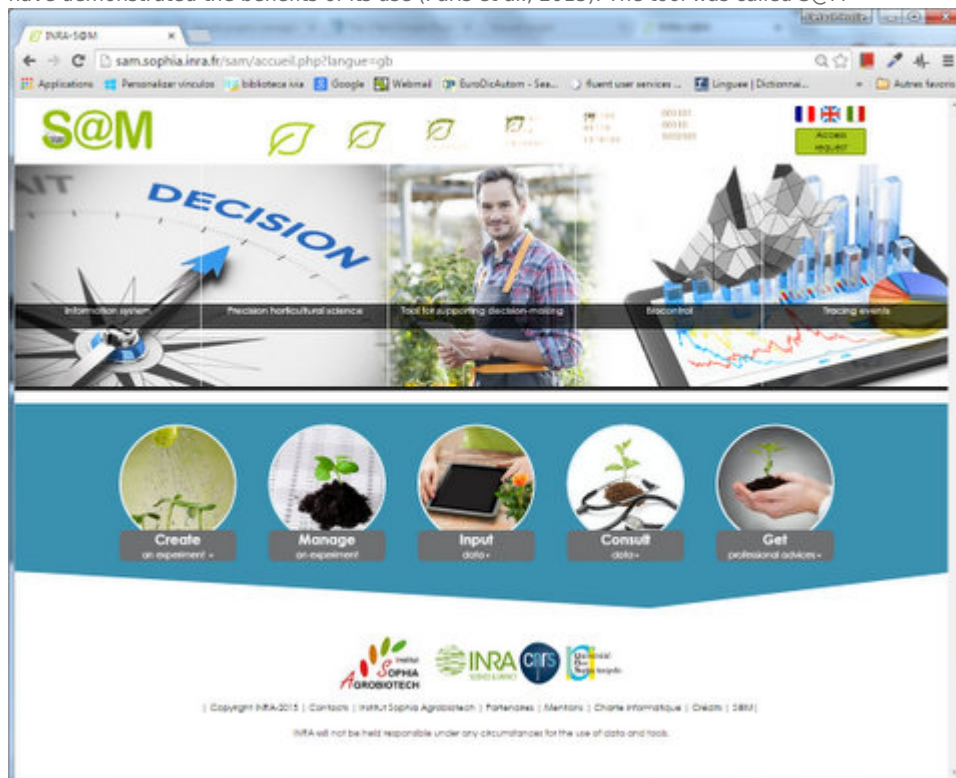 have demonstrated the benefits of its use (Paris et al., 2015). The tool was called S@M
INRA-S@M
sam.sophia.inra.fr/sam/accueil.php?langue=gb
Applications Personalizar vínculos biblioteca ivia Google Webmail EuroDicAutom - Sea... fluent user services ... Linguee | Dictionnai... » Autres favoris
S@M
Access
request
DECISION
Information system Precision horticultural science Tool for supporting decision-making Biocontrol Tracing events
Create Manage Input Consult Get
an experiment an experiment data data professional advices
Institut
SOPHIA
AGROBIOTECH
INRA
SCIENCE & IMPACT
cnrs
| Copyright INRA-2015 | Contacts | Institut Sophia Agrobiotech | Partenaires | Mentions | Charte informatique | Crédits | S@M |
INRA will not be held responsible under any circumstances for the use of data and tools.